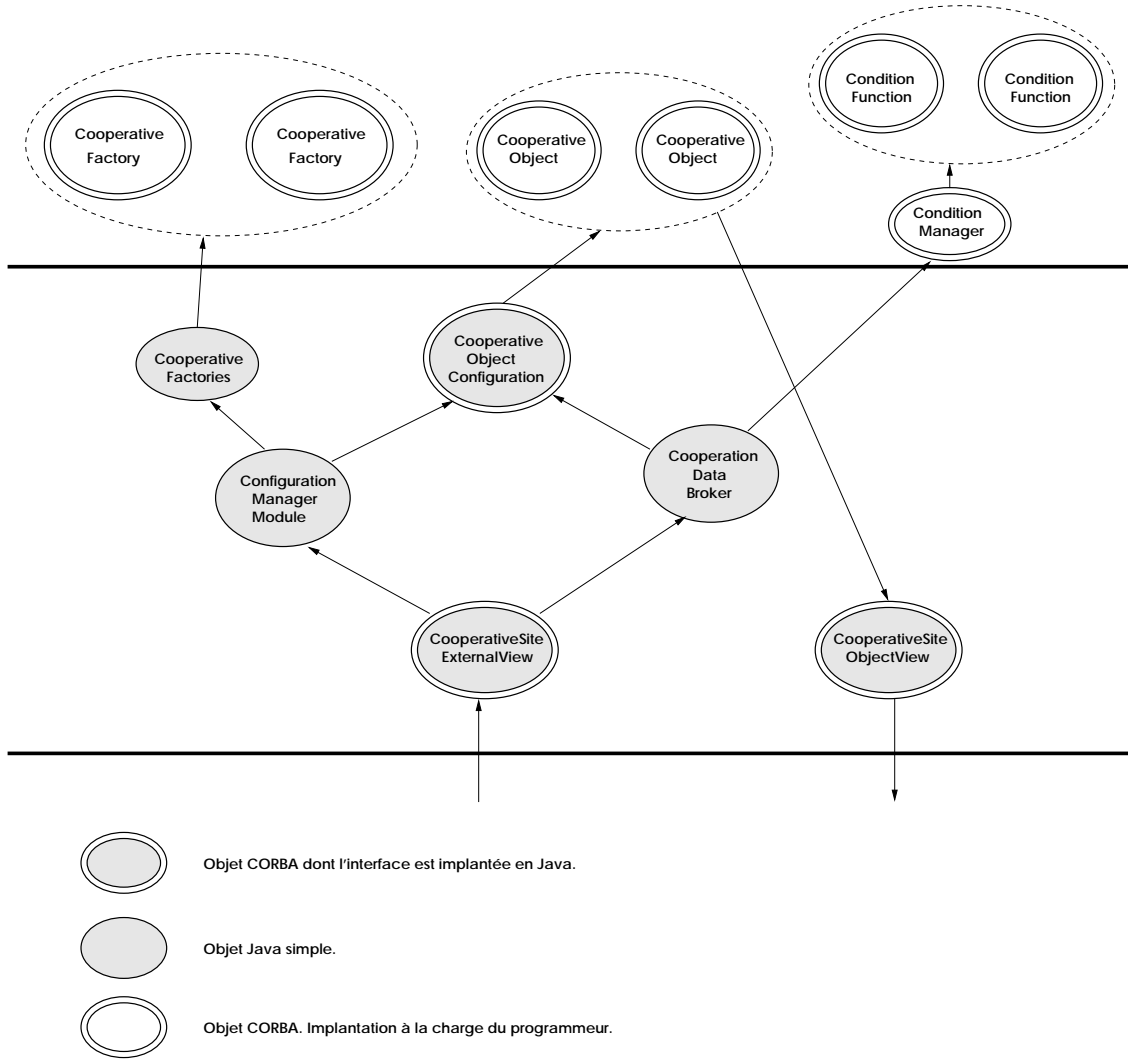 Condition
Function
Condition
Function
Cooperative
Factory
Cooperative
Factory
Cooperative
Object
Cooperative
Object
Condition
Manager
Cooperative
Factories
Cooperative
Object
Configuration
Configuration
Manager
Module
Cooperation
Data
Broker
CooperativeSite
ExternalView
CooperativeSite
ObjectView
Objet CORBA dont l'interface est implantée en Java.
Objet Java simple.
Objet CORBA. Implantation à la charge du programmeur.